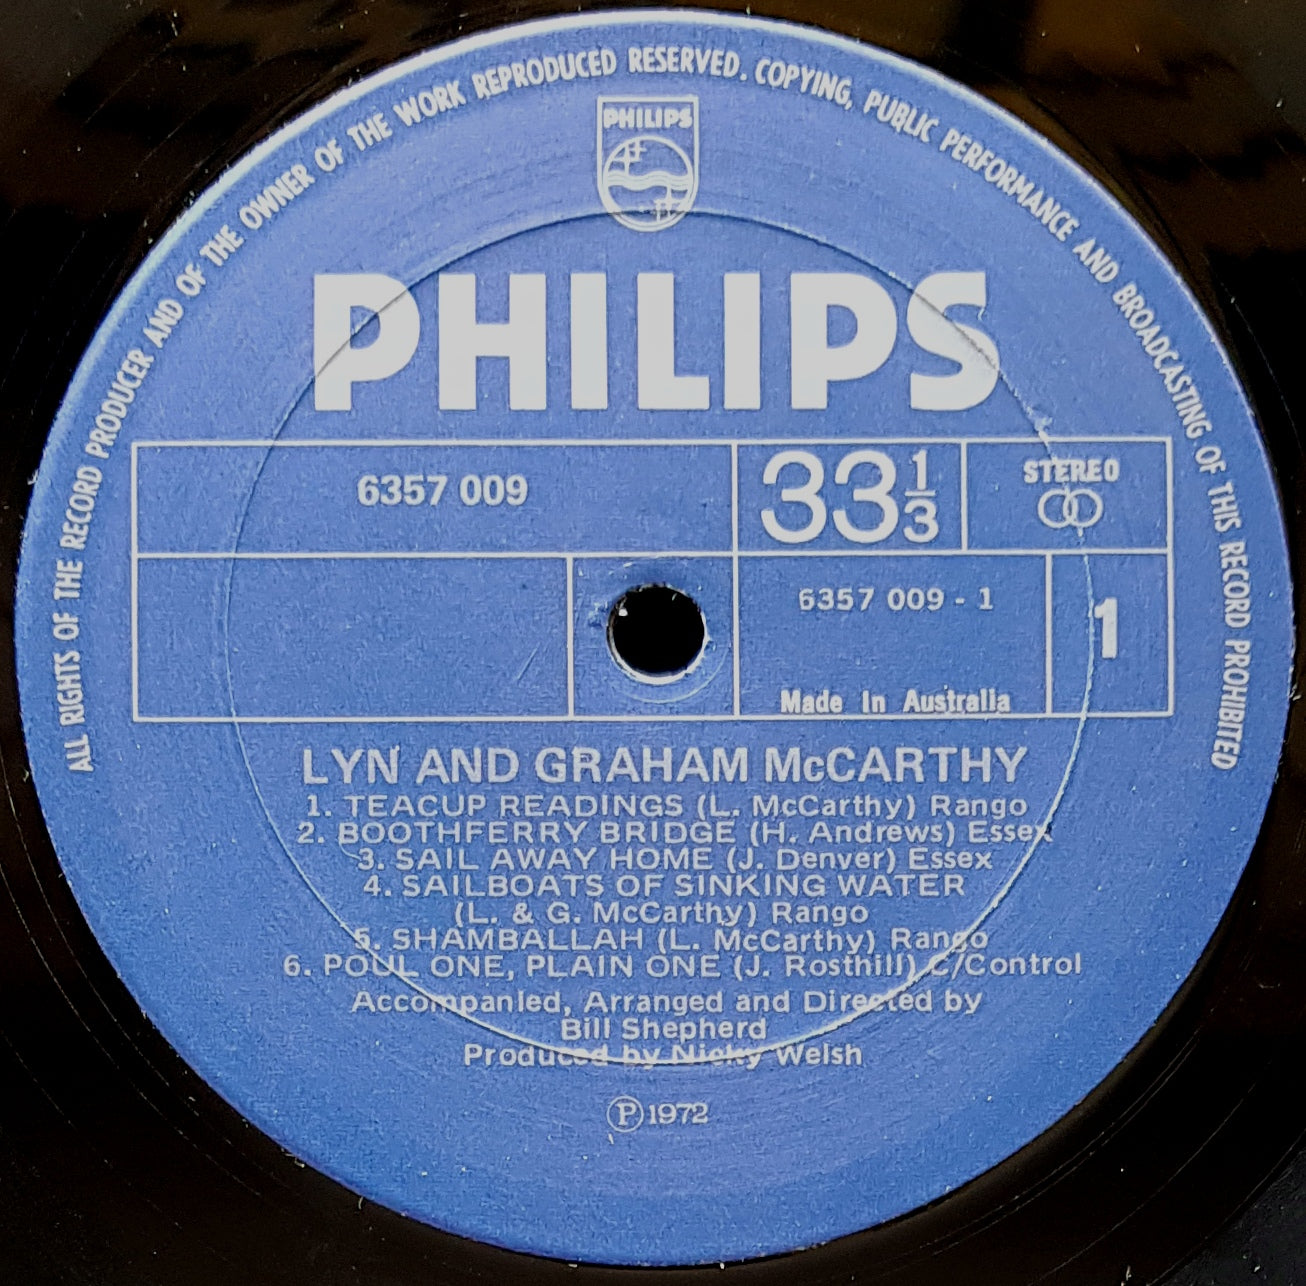 ALL RIGHTS OF THE RECORD PRODUCER AND OF THE OWNER OF THE WORK REPRODUCED RESERVED. COPYING, PUBLIC PERFORMANCE AND BROADCASTING OF THIS RECORD PROHIBITED
PHILIPS
PHILIPS
6357 009
33 1/3
STEREO
6357 009 - 1
1
Made In Australia
LYN AND GRAHAM McCARTHY
1. TEACUP READINGS (L. McCarthy) Rango
2. BOOTHFERRY BRIDGE (H. Andrews) Essex
3. SAIL AWAY HOME (J. Denver) Essex
4. SAILBOATS OF SINKING WATER
(L. & G. McCarthy) Rango
5. SHAMBALLAH (L. McCarthy) Rango
6. POUL ONE, PLAIN ONE (J. Rosthill) C/Control
Accompanied, Arranged and Directed by
Bill Shepherd
Produced by Nicky Welsh
Ⓟ 1972